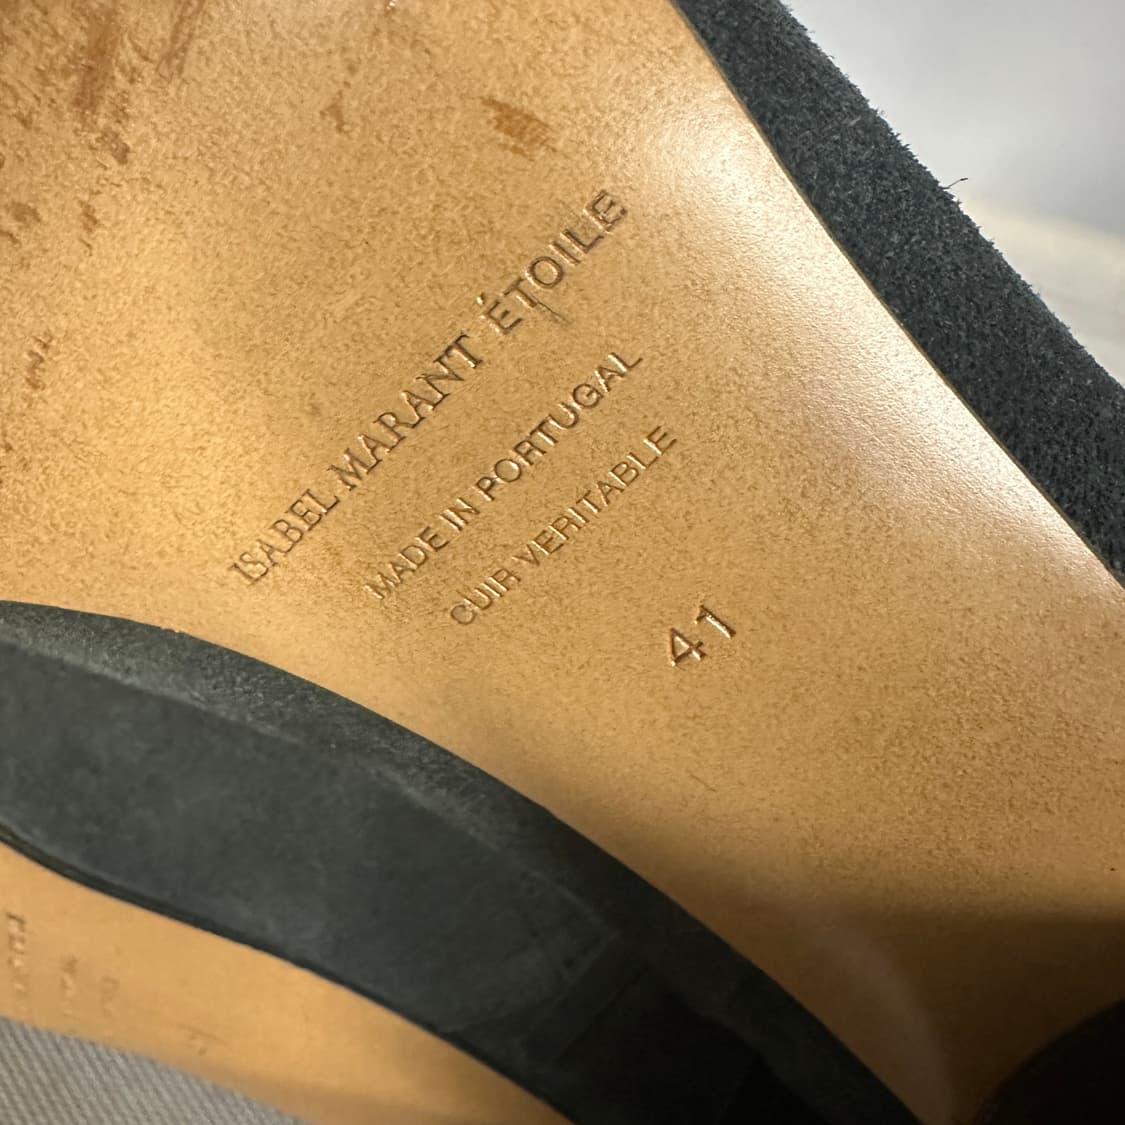 ISABEL MARANT ÉTOILE
MADE IN PORTUGAL
CUIR VERITABLE
41